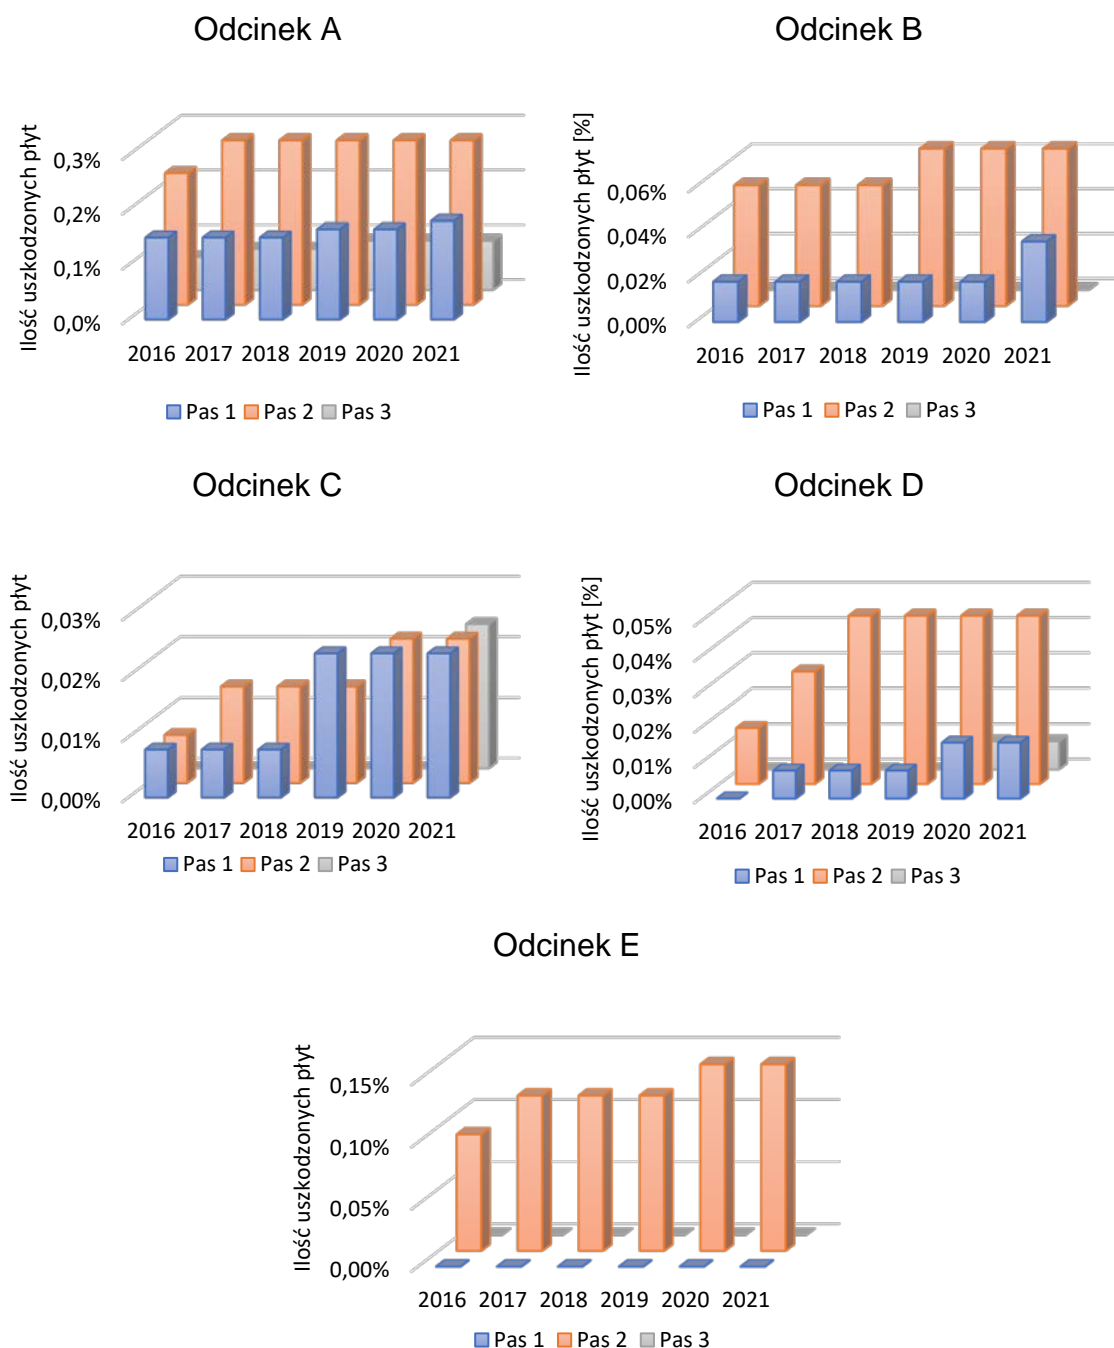 Odcinek A
Ilość uszkodzonych płyt
0,3%
0,2%
0,1%
0,0%
2016 2017 2018 2019 2020 2021
Pas 1 Pas 2 Pas 3
Odcinek B
Ilość uszkodzonych płyt [%]
0,06%
0,04%
0,02%
0,00%
2016 2017 2018 2019 2020 2021
Pas 1 Pas 2 Pas 3
Odcinek C
Ilość uszkodzonych płyt
0,03%
0,02%
0,01%
0,00%
2016 2017 2018 2019 2020 2021
Pas 1 Pas 2 Pas 3
Odcinek D
Ilość uszkodzonych płyt [%]
0,05%
0,04%
0,03%
0,02%
0,01%
0,00%
2016 2017 2018 2019 2020 2021
Pas 1 Pas 2 Pas 3
Odcinek E
Ilość uszkodzonych płyt
0,15%
0,10%
0,05%
0,00%
2016 2017 2018 2019 2020 2021
Pas 1 Pas 2 Pas 3